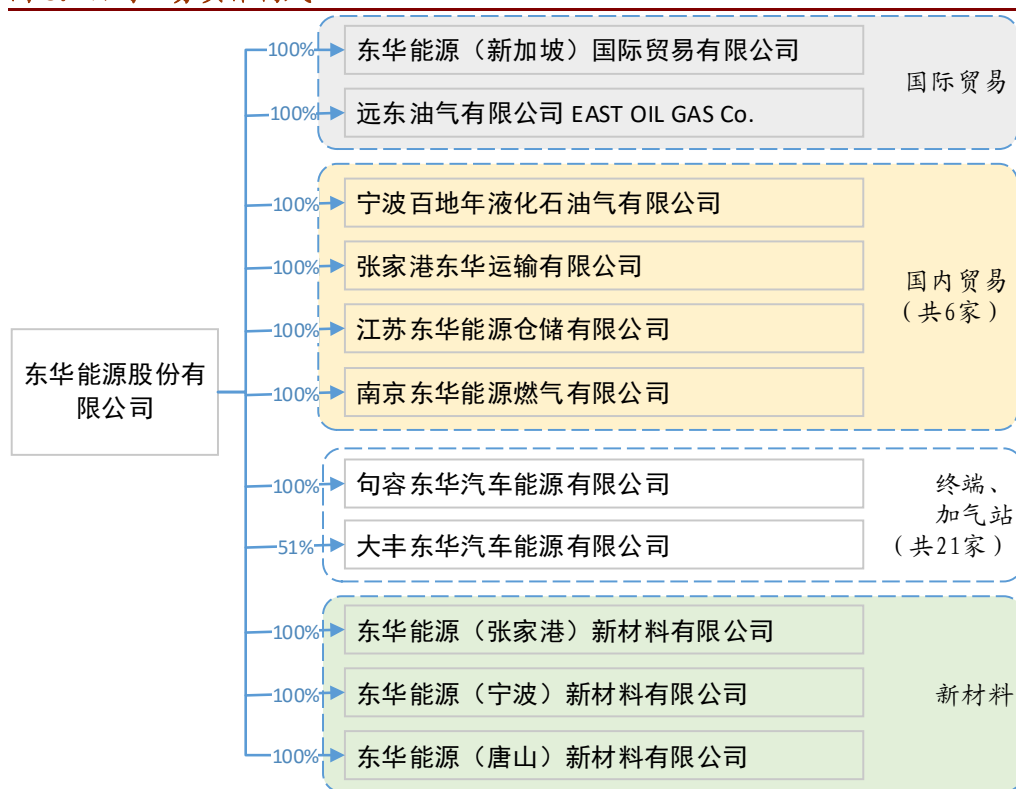 东华能源股份有
限公司
100%
东华能源（新加坡）国际贸易有限公司
100%
远东油气有限公司 EAST OIL GAS Co.
国际贸易
100%
宁波百地年液化石油气有限公司
100%
张家港东华运输有限公司
100%
江苏东华能源仓储有限公司
100%
南京东华能源燃气有限公司
国内贸易
（共6家）
100%
句容东华汽车能源有限公司
51%
大丰东华汽车能源有限公司
终端、
加气站
（共21家）
100%
东华能源（张家港）新材料有限公司
100%
东华能源（宁波）新材料有限公司
100%
东华能源（唐山）新材料有限公司
新材料